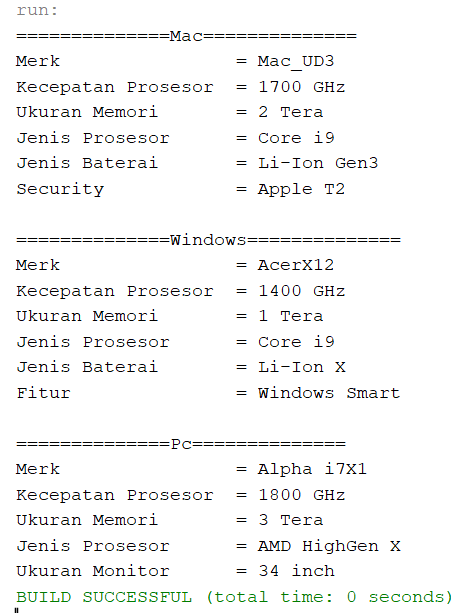 run:
==============Mac==============
Merk                = Mac_UD3
Kecepatan Prosesor  = 1700 GHz
Ukuran Memori       = 2 Tera
Jenis Prosesor      = Core i9
Jenis Baterai       = Li-Ion Gen3
Security            = Apple T2

==============Windows==============
Merk                = AcerX12
Kecepatan Prosesor  = 1400 GHz
Ukuran Memori       = 1 Tera
Jenis Prosesor      = Core i9
Jenis Baterai       = Li-Ion X
Fitur               = Windows Smart

==============Pc==============
Merk                = Alpha i7X1
Kecepatan Prosesor  = 1800 GHz
Ukuran Memori       = 3 Tera
Jenis Prosesor      = AMD HighGen X
Ukuran Monitor      = 34 inch
BUILD SUCCESSFUL (total time: 0 seconds)